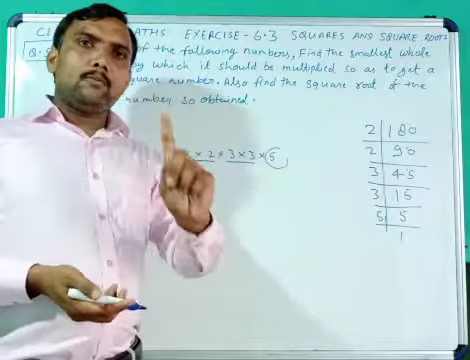 ATHS EXERCISE - 6.3 SQUARES AND SQUARE ROOTS
of the following numbers, Find the smallest whole
by which it should be multiplied so as to get a
square number. Also find the square root of the
number so obtained.
× 2 × 3 × 3 × 5
2 180
2 90
3 45
3 15
5 5
1